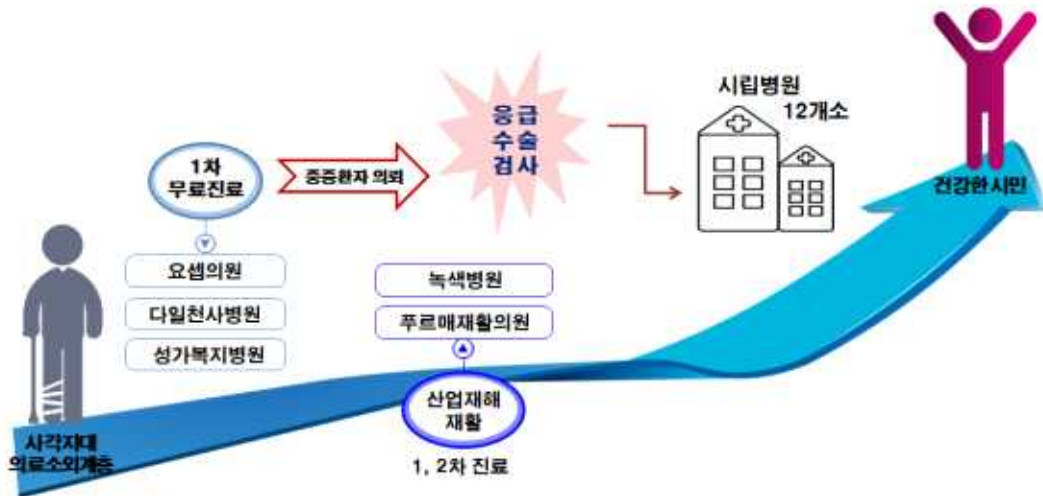 시립병원
12개소
응 급
수 술
검 사
1차
무료진료
중증환자 의뢰
건강한 시민
요셉의원
다일천사병원
성가복지병원
녹색병원
푸르매재활의원
산업재해
재활
1, 2차 진료
사각지대
의료소외계층